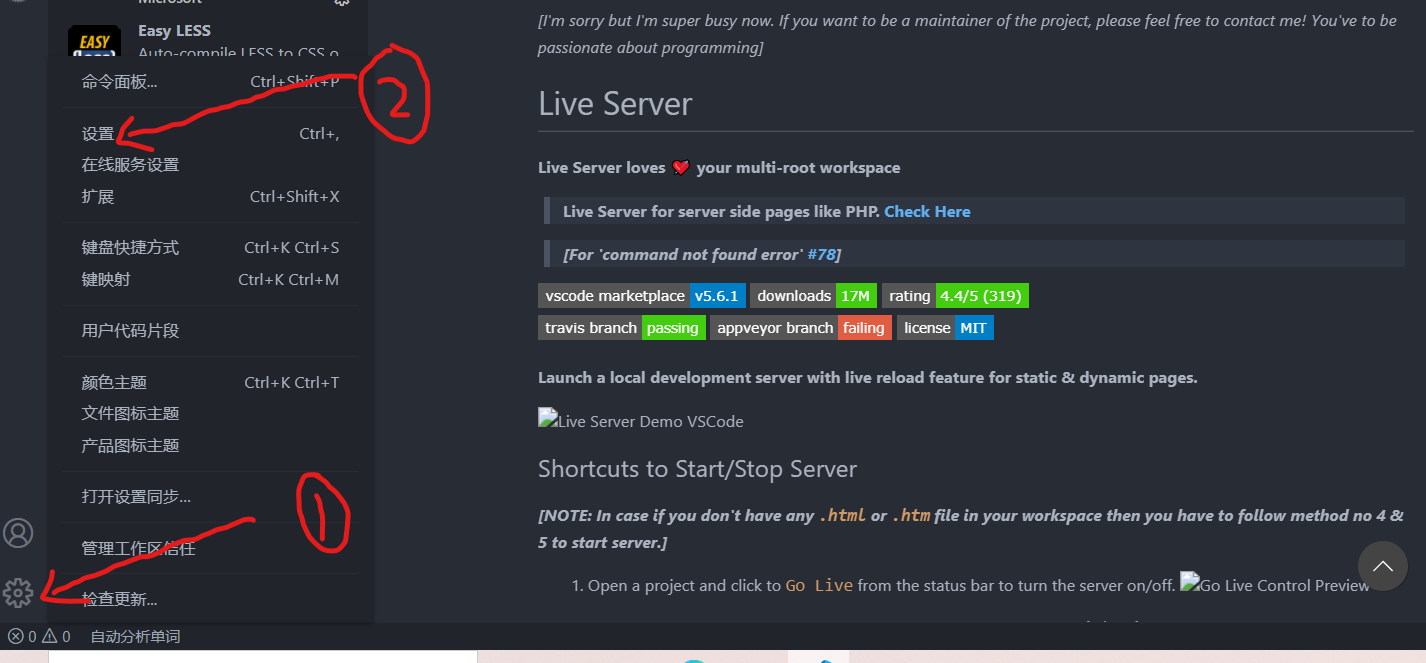 Microsoft
Easy LESS
EASY
Auto-compile LESS to CSS o
命令面板... Ctrl+Shift+P
设置 Ctrl+,
在线服务设置
扩展 Ctrl+Shift+X
键盘快捷方式 Ctrl+K Ctrl+S
键映射 Ctrl+K Ctrl+M
用户代码片段
颜色主题 Ctrl+K Ctrl+T
文件图标主题
产品图标主题
打开设置同步...
管理工作区信任
检查更新...
2
1
[I'm sorry but I'm super busy now. If you want to be a maintainer of the project, please feel free to contact me! You've to be
passionate about programming]
Live Server
Live Server loves your multi-root workspace
Live Server for server side pages like PHP. Check Here
[For 'command not found error' #78]
vscode marketplace v5.6.1 downloads 17M rating 4.4/5 (319)
travis branch passing appveyor branch failing license MIT
Launch a local development server with live reload feature for static & dynamic pages.
Live Server Demo VSCode
Shortcuts to Start/Stop Server
[NOTE: In case if you don't have any .html or .htm file in your workspace then you have to follow method no 4 &
5 to start server.]
1. Open a project and click to Go Live from the status bar to turn the server on/off. Go Live Control Preview
0 0 自动分析单词